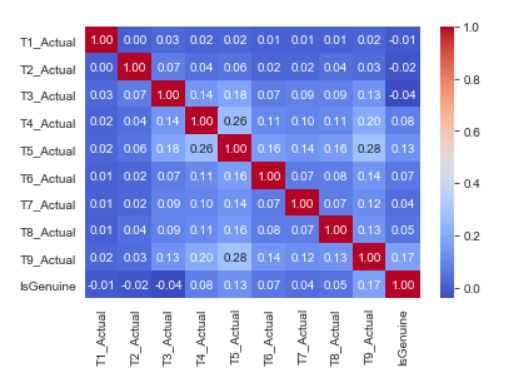 T1_Actual 1.00 0.00 0.03 0.02 0.02 0.01 0.01 0.01 0.02 -0.01
T2_Actual 0.00 1.00 0.07 0.04 0.06 0.02 0.02 0.04 0.03 -0.02
T3_Actual 0.03 0.07 1.00 0.14 0.18 0.07 0.09 0.09 0.13 -0.04
T4_Actual 0.02 0.04 0.14 1.00 0.26 0.11 0.10 0.11 0.20 0.08
T5_Actual 0.02 0.06 0.18 0.26 1.00 0.16 0.14 0.16 0.28 0.13
T6_Actual 0.01 0.02 0.07 0.11 0.16 1.00 0.07 0.08 0.14 0.07
T7_Actual 0.01 0.02 0.09 0.10 0.14 0.07 1.00 0.07 0.12 0.04
T8_Actual 0.01 0.04 0.09 0.11 0.16 0.08 0.07 1.00 0.13 0.05
T9_Actual 0.02 0.03 0.13 0.20 0.28 0.14 0.12 0.13 1.00 0.17
IsGenuine -0.01 -0.02 -0.04 0.08 0.13 0.07 0.04 0.05 0.17 1.00
T1_Actual
T2_Actual
T3_Actual
T4_Actual
T5_Actual
T6_Actual
T7_Actual
T8_Actual
T9_Actual
IsGenuine
1.0
0.8
0.6
0.4
0.2
0.0